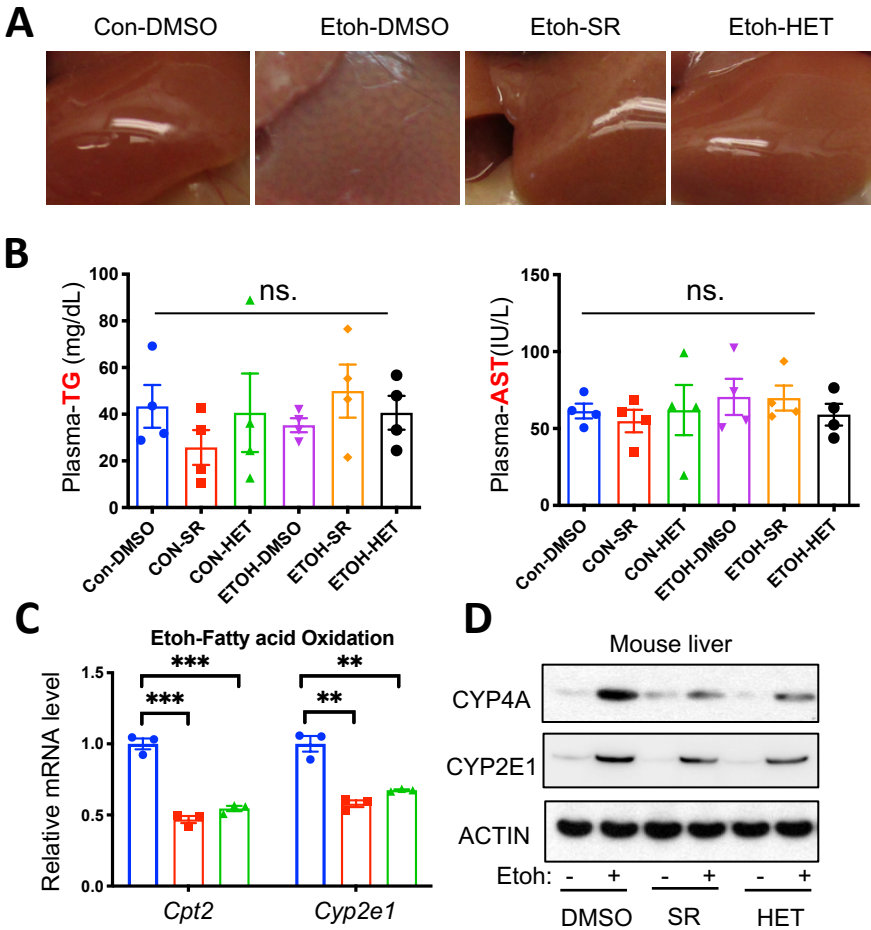 A
Con-DMSO Etoh-DMSO Etoh-SR Etoh-HET
B
Plasma-TG (mg/dL)
100
80
60
40
20
0
ns.
Con-DMSO
CON-SR
CON-HET
ETOH-DMSO
ETOH-SR
ETOH-HET
Plasma-AST(IU/L)
150
100
50
0
ns.
Con-DMSO
CON-SR
CON-HET
ETOH-DMSO
ETOH-SR
ETOH-HET
C
Etoh-Fatty acid Oxidation
Relative mRNA level
1.5
1.0
0.5
0.0
***
***
**
**
Cpt2 Cyp2e1
D
Mouse liver
CYP4A
CYP2E1
ACTIN
Etoh: - + - + - +
DMSO SR HET